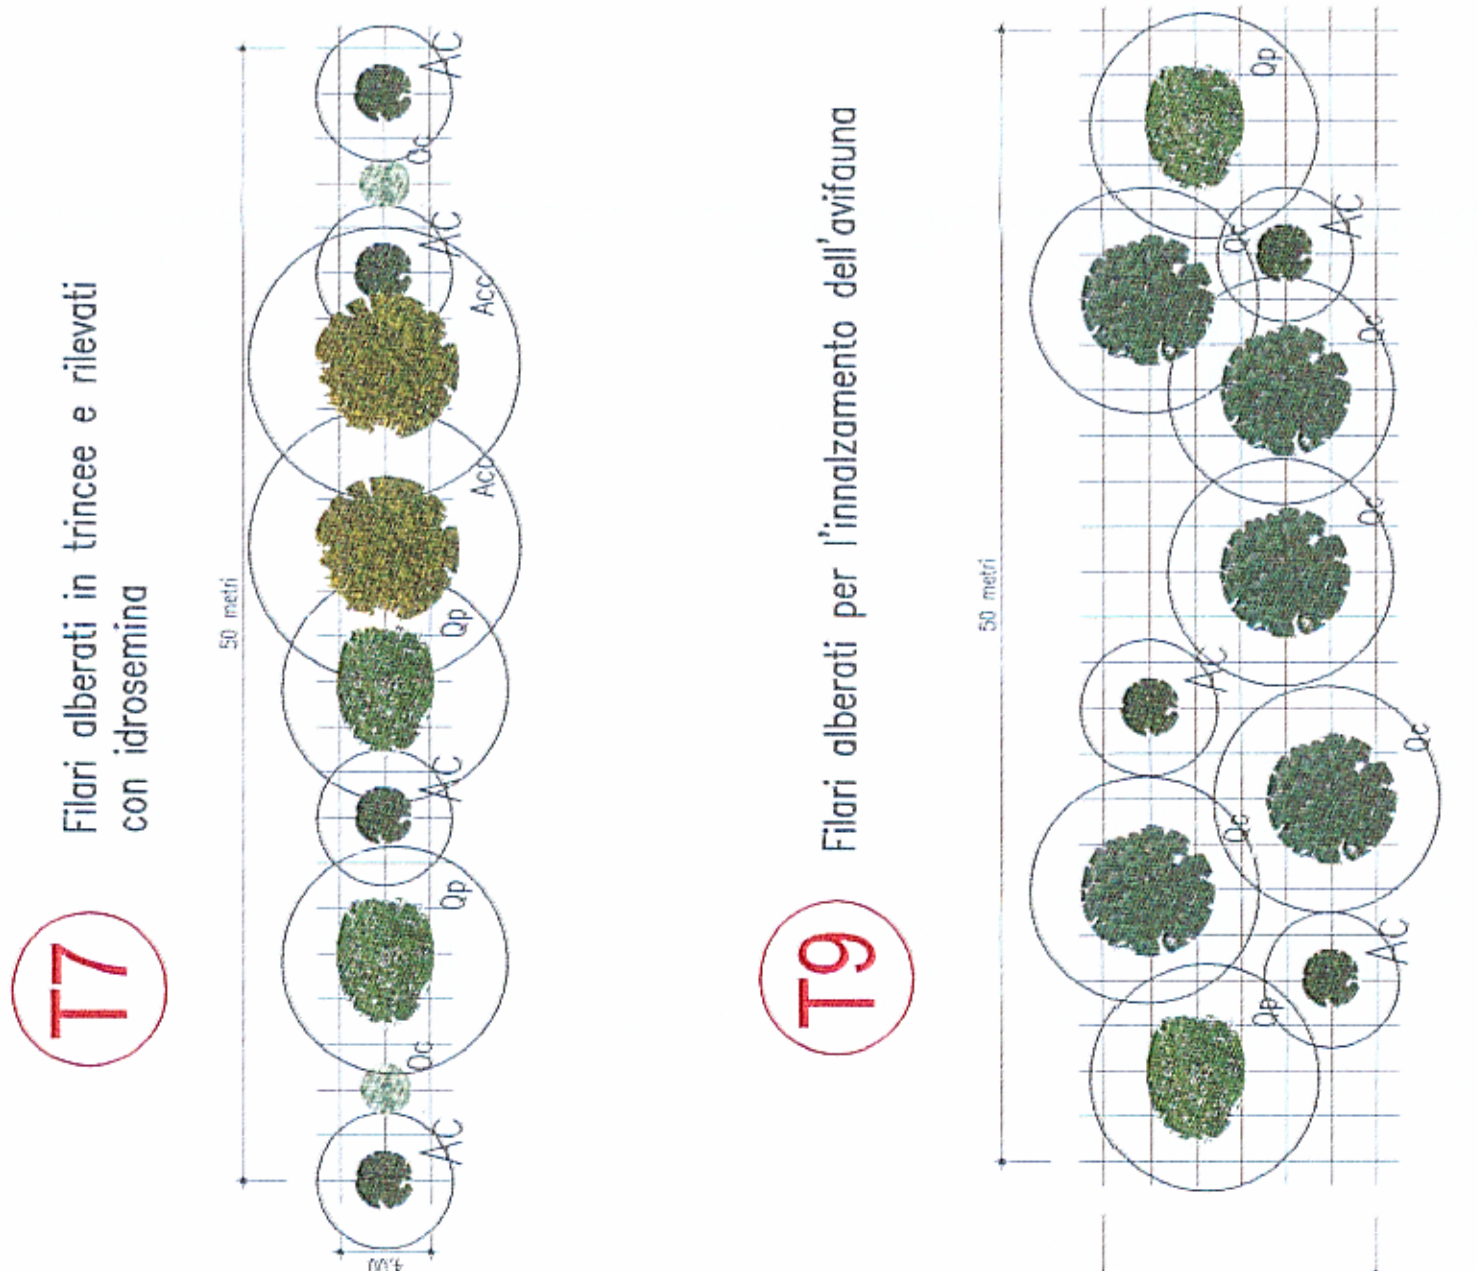 T7
Filari alberati in trincee e rilevati
con idrosemina
50 metri
AC
Qc
Qp
AC
Qp
Acc
Acc
AC
Qc
AC
4,00
T9
Filari alberati per l'innalzamento dell'avifauna
50 metri
Qp
AC
Qc
Qc
AC
Qc
Qc
Qc
AC
Qp